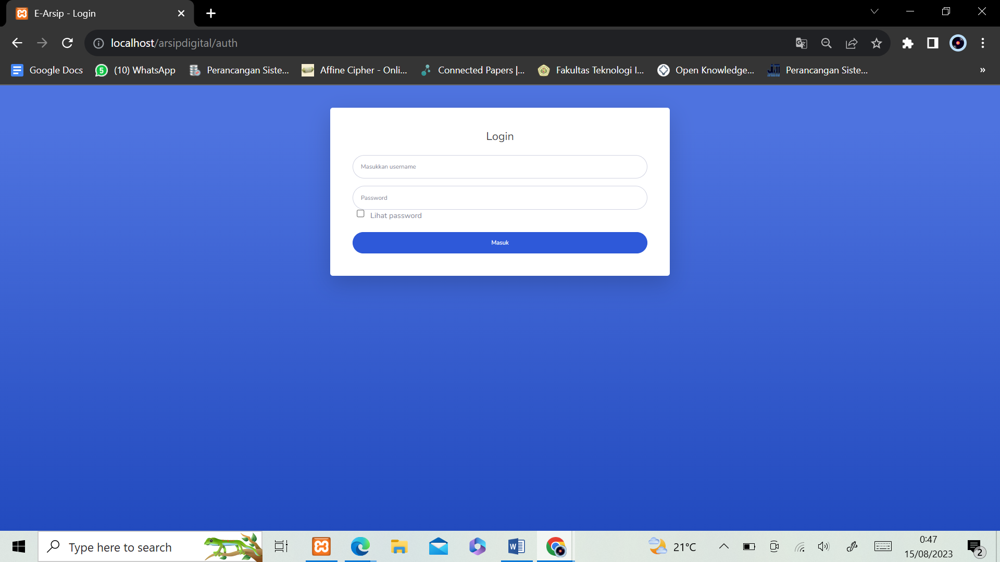 E-Arsip - Login
localhost/arsipdigital/auth
Google Docs
5
(10) WhatsApp
Perancangan Siste...
Affine Cipher - Onli...
Connected Papers |...
Fakultas Teknologi I...
Open Knowledge...
Perancangan Siste...
»
Login
Masukkan username
Password
Lihat password
Masuk
Type here to search
21°C
0:47
15/08/2023
2